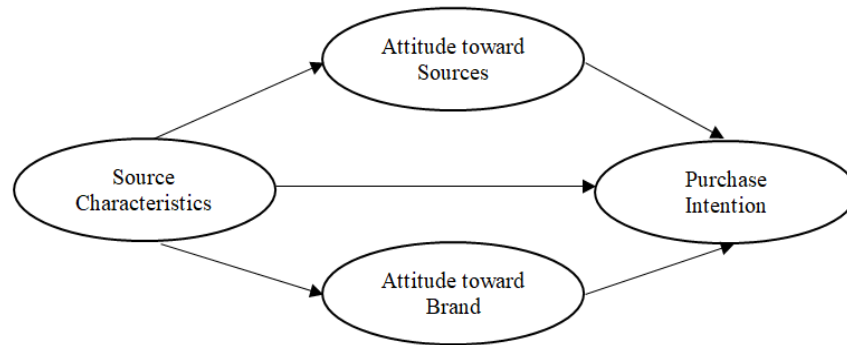 Attitude toward
Sources
Source
Characteristics
Purchase
Intention
Attitude toward
Brand